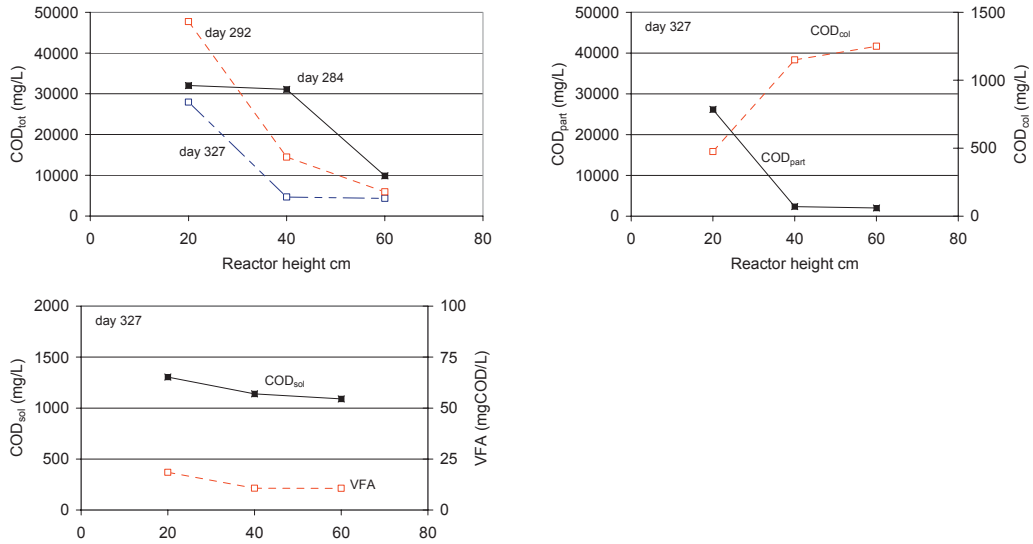 60000
50000
40000
30000
20000
10000
0
COD_tot (mg/L)
day 292
day 284
day 327
0 20 40 60 80
Reactor height cm
60000
50000
40000
30000
20000
10000
0
COD_part (mg/L)
day 327
COD_col
COD_part
1500
1000
500
0
COD_col (mg/L)
0 20 40 60 80
Reactor height cm
2000
1500
1000
500
0
COD_sol (mg/L)
day 327
COD_sol
VFA
100
75
50
25
0
VFA (mgCOD/L)
0 20 40 60 80